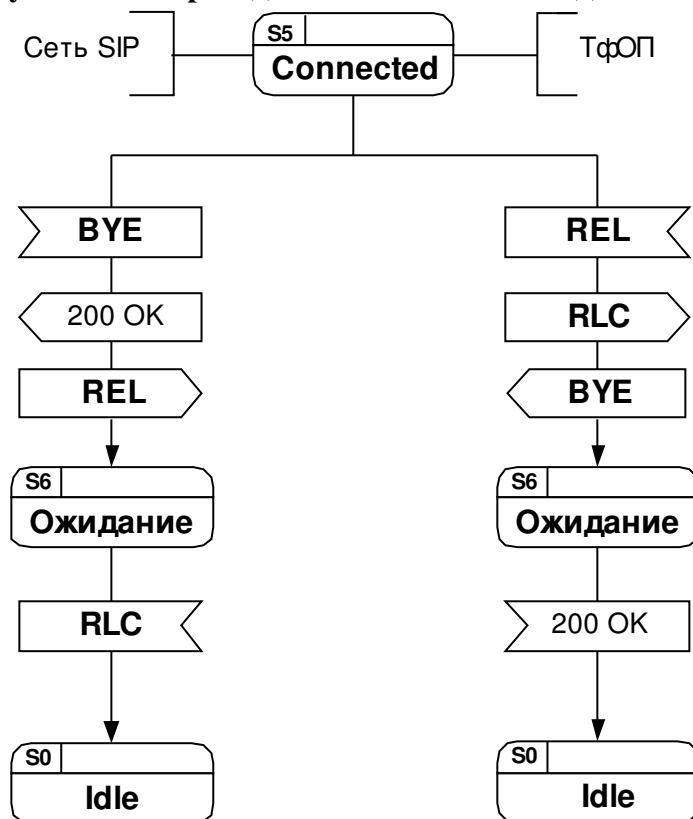 Сеть SIP
S5
Connected
ТфОП
BYE
REL
200 OK
RLC
REL
BYE
S6
Ожидание
S6
Ожидание
RLC
200 OK
S0
Idle
S0
Idle